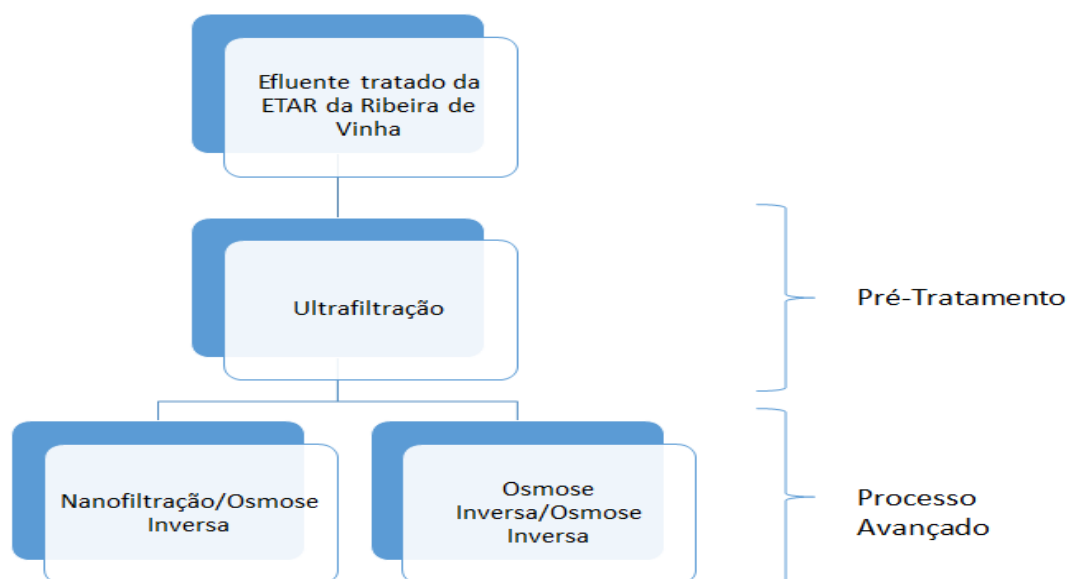 Efluente tratado da
ETAR da Ribeira de
Vinha
Ultrafiltração
Pré-Tratamento
Nanofiltração/Osmose
Inversa
Osmose
Inversa/Osmose
Inversa
Processo
Avançado